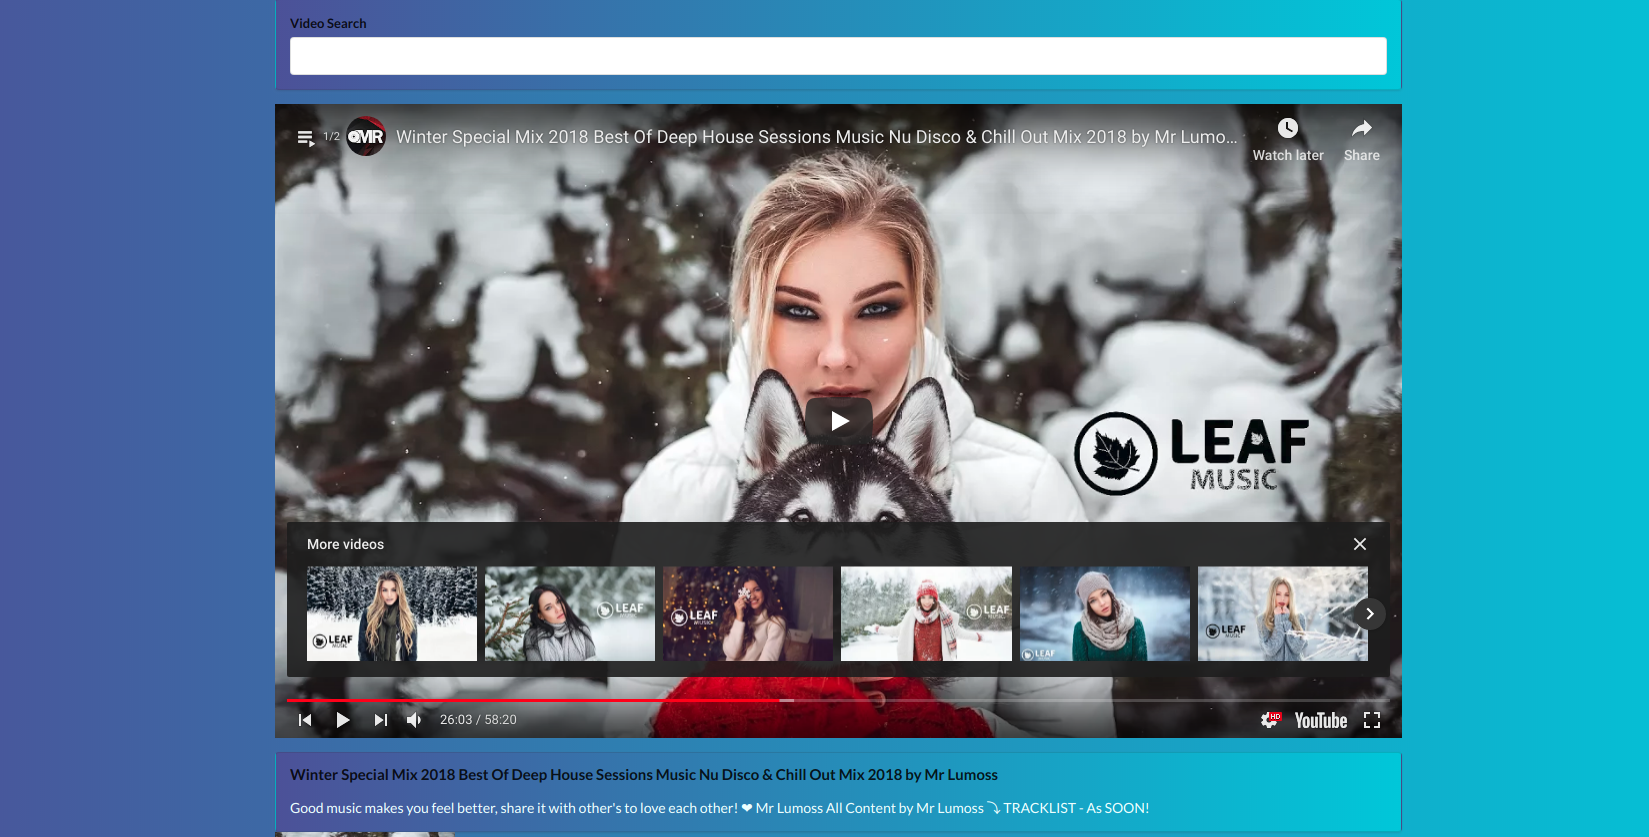 Video Search
1/2
OMR
Winter Special Mix 2018 Best Of Deep House Sessions Music Nu Disco & Chill Out Mix 2018 by Mr Lumo...
Watch later
Share
LEAF
MUSIC
More videos
LEAF
MUSIC
LEAF
LEAF
LEAF
LEAF
LEAF
MUSIC
26:03 / 58:20
HD
YouTube
Winter Special Mix 2018 Best Of Deep House Sessions Music Nu Disco & Chill Out Mix 2018 by Mr Lumoss
Good music makes you feel better, share it with other's to love each other! ❤ Mr Lumoss All Content by Mr Lumoss ⤵ TRACKLIST - As SOON!